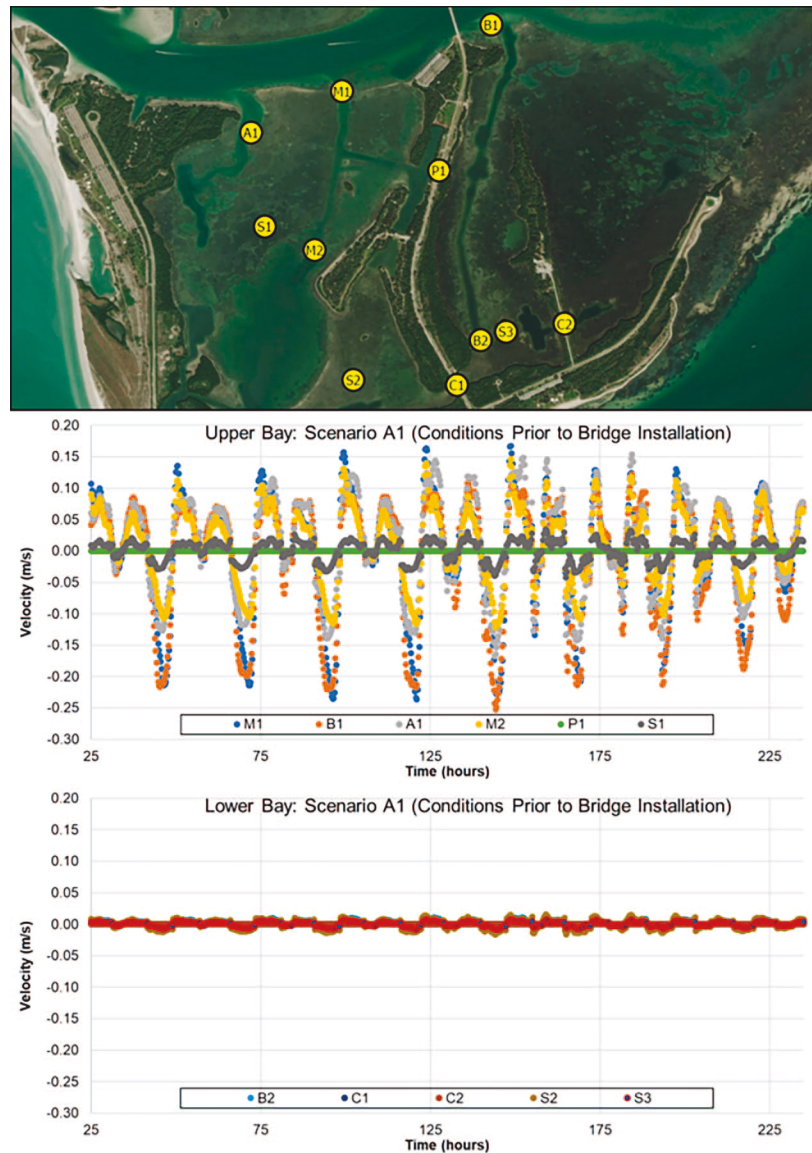 B1
M1
A1
P1
S1
M2
C2
S3
B2
S2
C1
Upper Bay: Scenario A1 (Conditions Prior to Bridge Installation)
0.20
0.15
0.10
0.05
0.00
-0.05
-0.10
-0.15
-0.20
-0.25
-0.30
Velocity (m/s)
M1 B1 A1 M2 P1 S1
25 75 125 175 225
Time (hours)
Lower Bay: Scenario A1 (Conditions Prior to Bridge Installation)
0.20
0.15
0.10
0.05
0.00
-0.05
-0.10
-0.15
-0.20
-0.25
-0.30
Velocity (m/s)
B2 C1 C2 S2 S3
25 75 125 175 225
Time (hours)